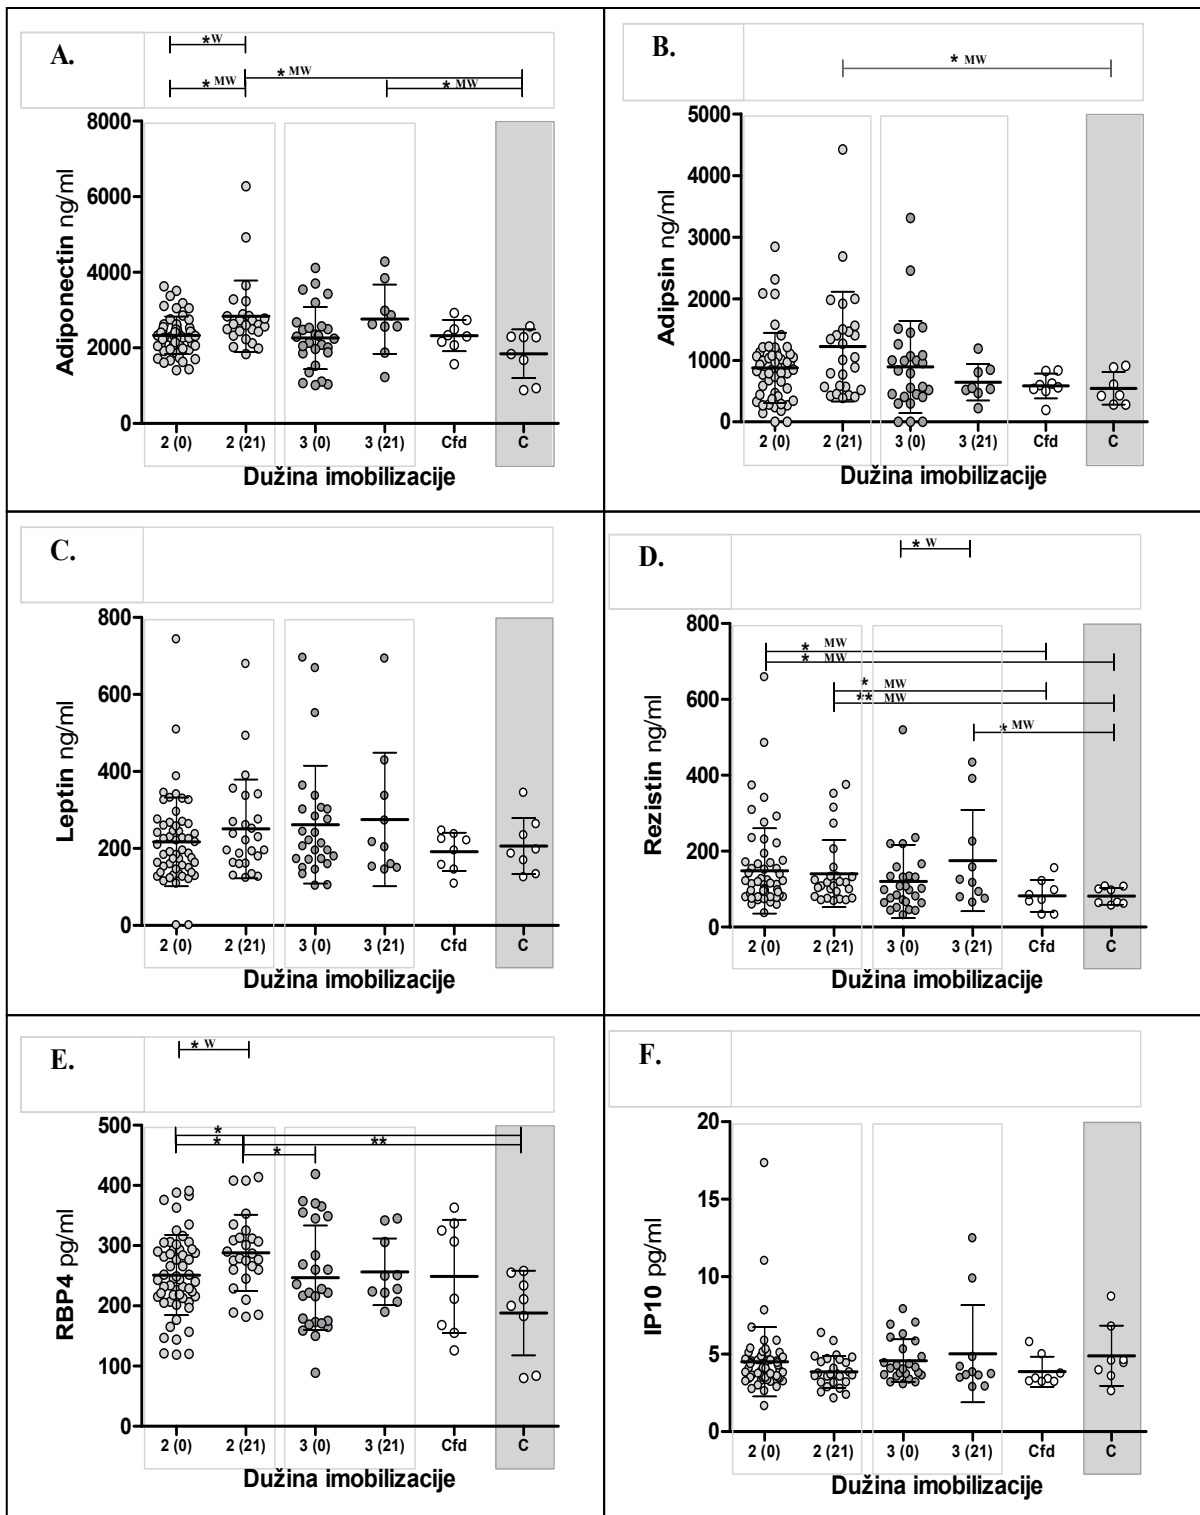 A.
*W
* MW
* MW
* MW
Adiponectin ng/ml
8000
6000
4000
2000
0
2 (0) 2 (21) 3 (0) 3 (21) Cfd C
Dužina imobilizacije
B.
* MW
Adipsin ng/ml
5000
4000
3000
2000
1000
0
2 (0) 2 (21) 3 (0) 3 (21) Cfd C
Dužina imobilizacije
C.
Leptin ng/ml
800
600
400
200
0
2 (0) 2 (21) 3 (0) 3 (21) Cfd C
Dužina imobilizacije
D.
* W
* MW
* MW
* MW
** MW
* MW
Rezistin ng/ml
800
600
400
200
0
2 (0) 2 (21) 3 (0) 3 (21) Cfd C
Dužina imobilizacije
E.
* W
*
* **
*
RBP4 pg/ml
500
400
300
200
100
0
2 (0) 2 (21) 3 (0) 3 (21) Cfd C
Dužina imobilizacije
F.
IP10 pg/ml
20
15
10
5
0
2 (0) 2 (21) 3 (0) 3 (21) Cfd C
Dužina imobilizacije